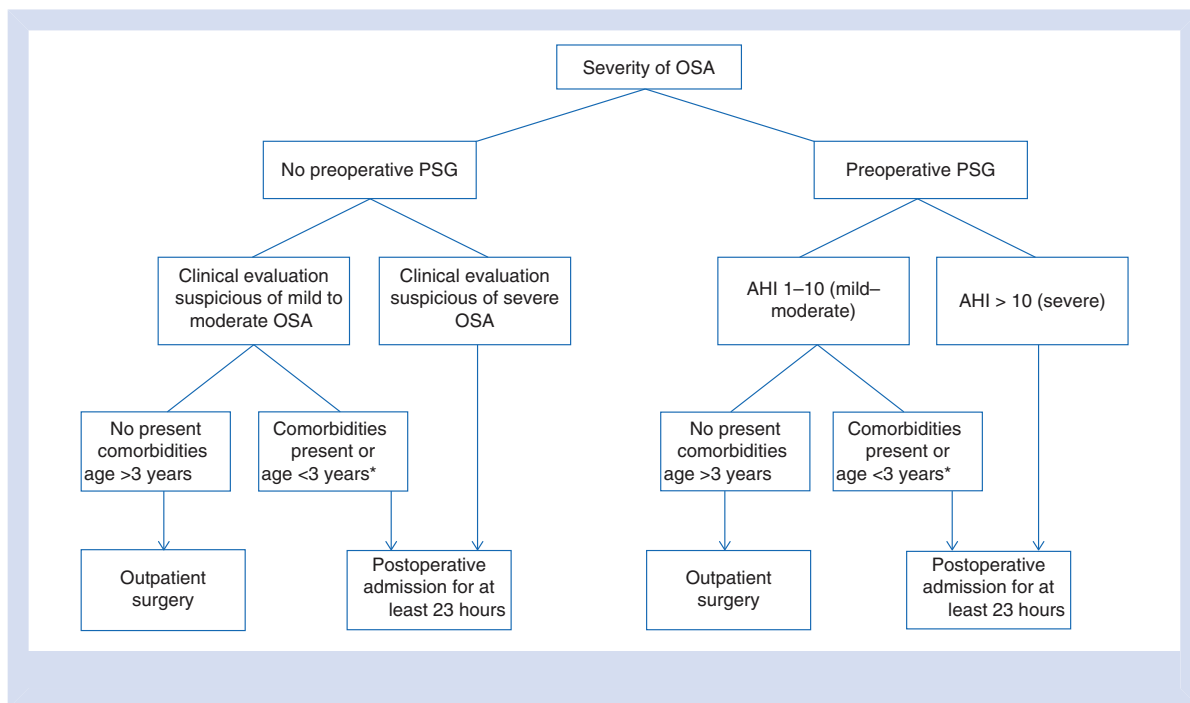 Severity of OSA
No preoperative PSG
Preoperative PSG
Clinical evaluation
suspicious of mild to
moderate OSA
Clinical evaluation
suspicious of severe
OSA
AHI 1–10 (mild–
moderate)
AHI > 10 (severe)
No present
comorbidities
age >3 years
Comorbidities
present or
age <3 years*
No present
comorbidities
age >3 years
Comorbidities
present or
age <3 years*
Outpatient
surgery
Postoperative
admission for at
least 23 hours
Outpatient
surgery
Postoperative
admission for at
least 23 hours